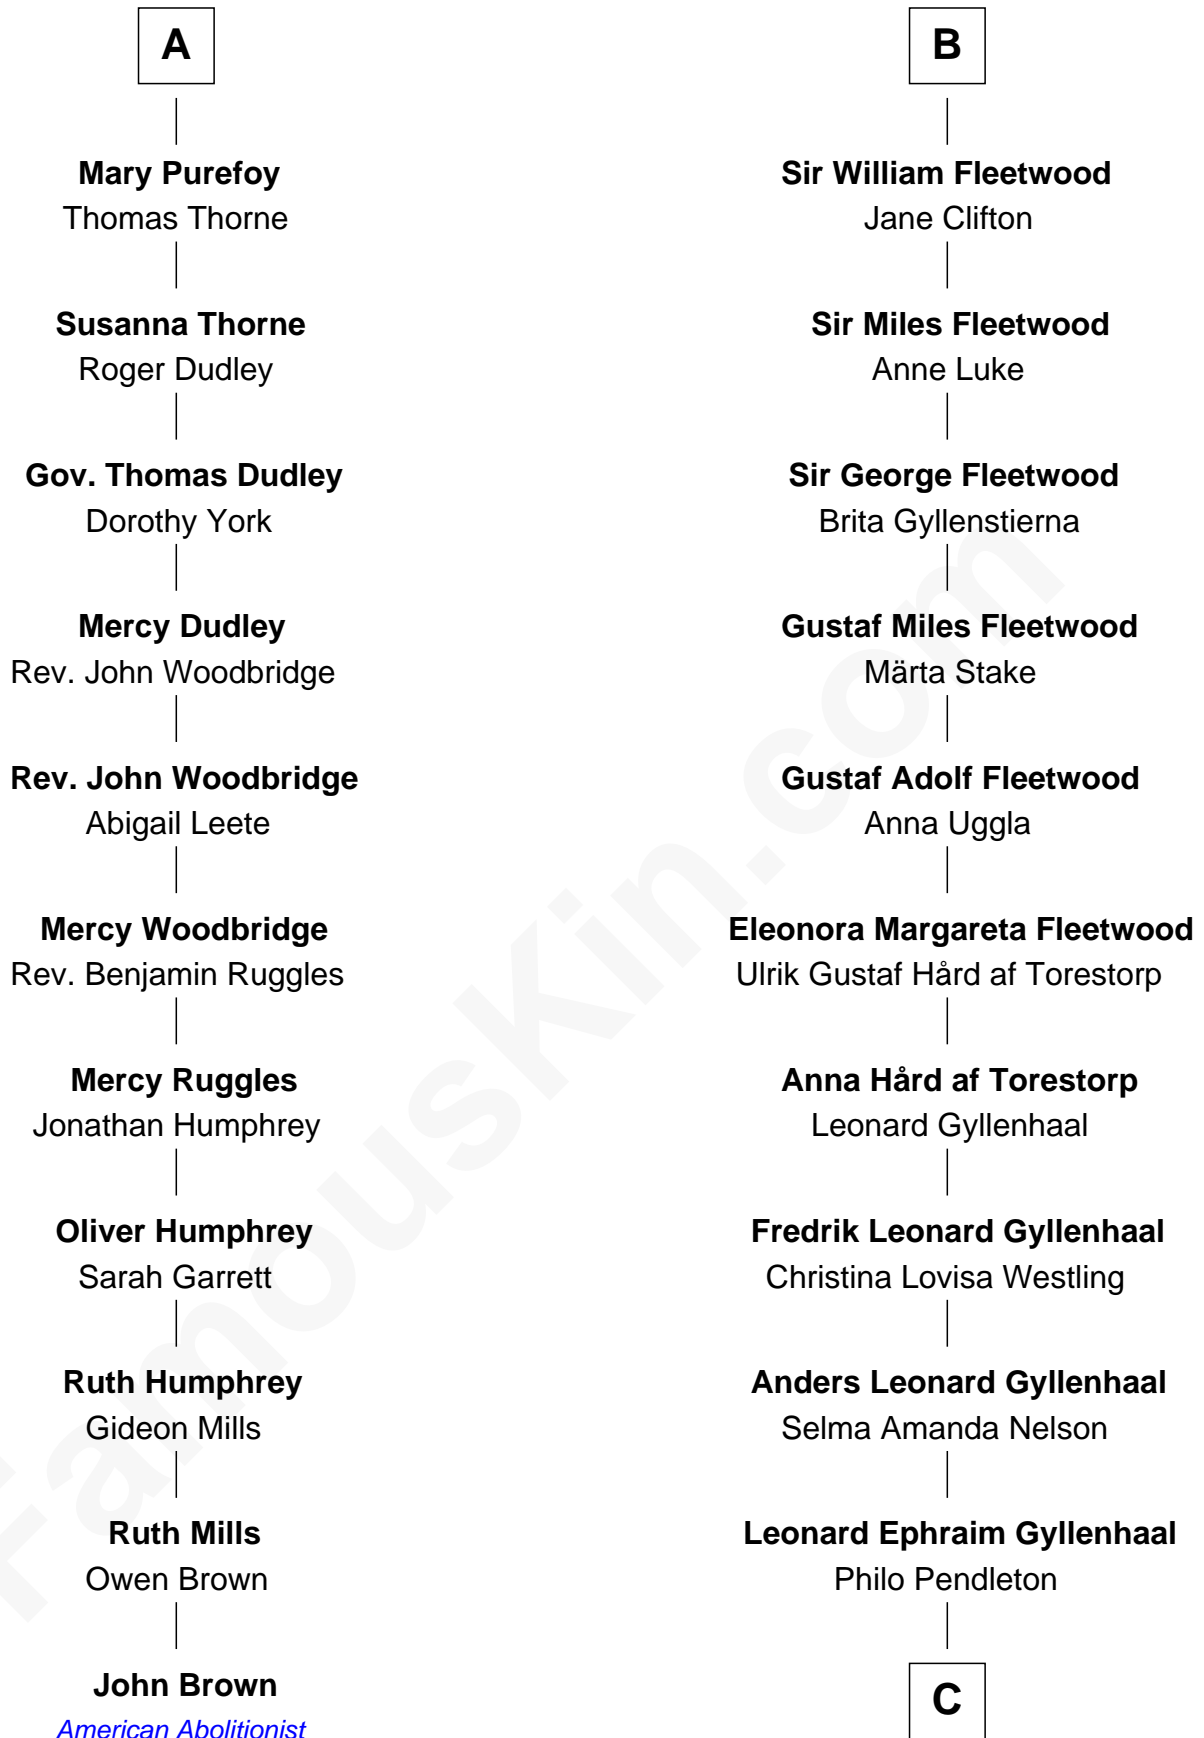 A
Mary Purefoy
Thomas Thorne
Susanna Thorne
Roger Dudley
Gov. Thomas Dudley
Dorothy York
Mercy Dudley
Rev. John Woodbridge
Rev. John Woodbridge
Abigail Leete
Mercy Woodbridge
Rev. Benjamin Ruggles
Mercy Ruggles
Jonathan Humphrey
Oliver Humphrey
Sarah Garrett
Ruth Humphrey
Gideon Mills
Ruth Mills
Owen Brown
John Brown
American Abolitionist
B
Sir William Fleetwood
Jane Clifton
Sir Miles Fleetwood
Anne Luke
Sir George Fleetwood
Brita Gyllenstierna
Gustaf Miles Fleetwood
Märta Stake
Gustaf Adolf Fleetwood
Anna Uggla
Eleonora Margareta Fleetwood
Ulrik Gustaf Hård af Torestorp
Anna Hård af Torestorp
Leonard Gyllenhaal
Fredrik Leonard Gyllenhaal
Christina Lovisa Westling
Anders Leonard Gyllenhaal
Selma Amanda Nelson
Leonard Ephraim Gyllenhaal
Philo Pendleton
C
FamousKin.com